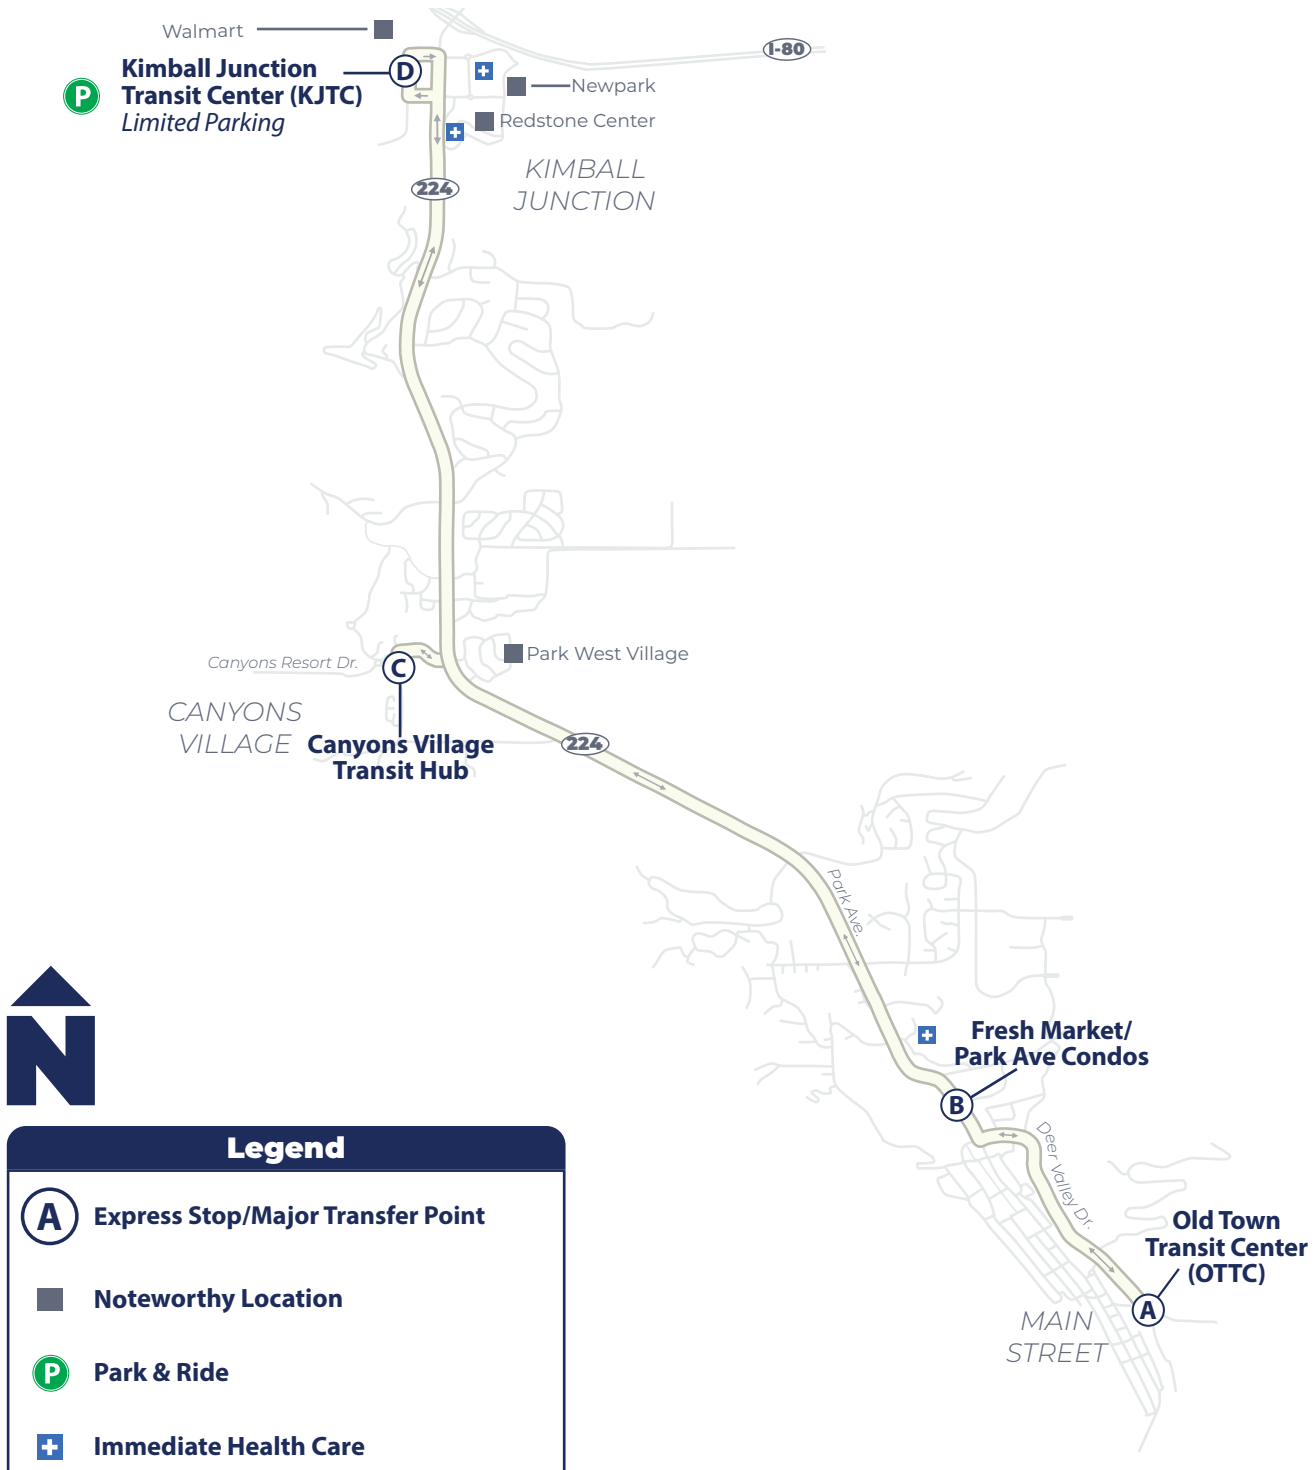 Walmart
I-80
Kimball Junction
Transit Center (KJTC)
Limited Parking
P
D
Newpark
Redstone Center
KIMBALL
JUNCTION
224
Park West Village
Canyons Resort Dr.
C
CANYONS
VILLAGE
Canyons Village
Transit Hub
224
Park Ave.
N
Fresh Market/
Park Ave Condos
B
Deer Valley Dr.
Old Town
Transit Center
(OTTC)
A
MAIN
STREET
Legend
A Express Stop/Major Transfer Point
Noteworthy Location
P Park & Ride
Immediate Health Care